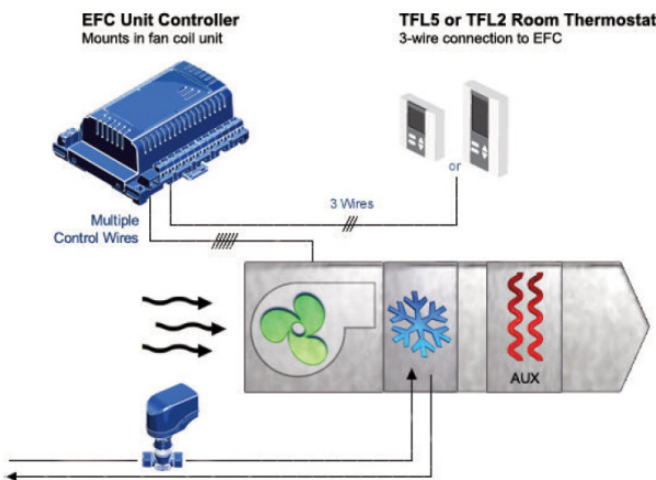 EFC Unit Controller
Mounts in fan coil unit
TFL5 or TFL2 Room Thermostat
3-wire connection to EFC
or
3 Wires
Multiple
Control Wires
AUX